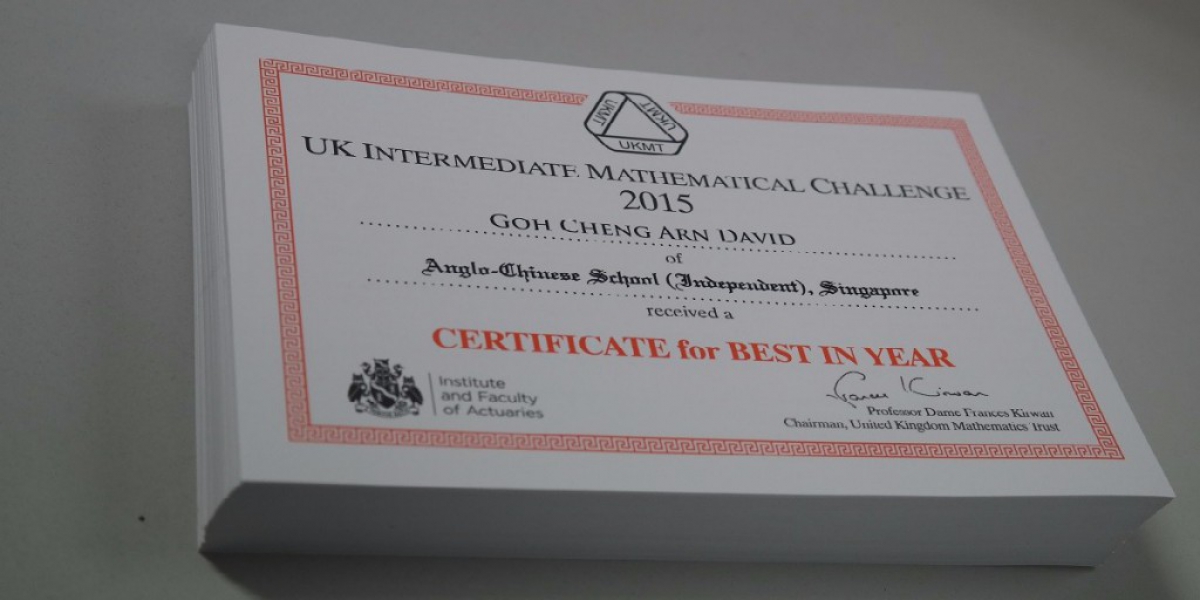 UKMT
UKMT
UKMT
UK INTERMEDIATE MATHEMATICAL CHALLENGE
2015
GOH CHENG ARN DAVID
of
Anglo-Chinese School (Independent), Singapore
received a
CERTIFICATE for BEST IN YEAR
Institute
and Faculty
of Actuaries
Professor Dame Frances Kirwan
Chairman, United Kingdom Mathematics Trust